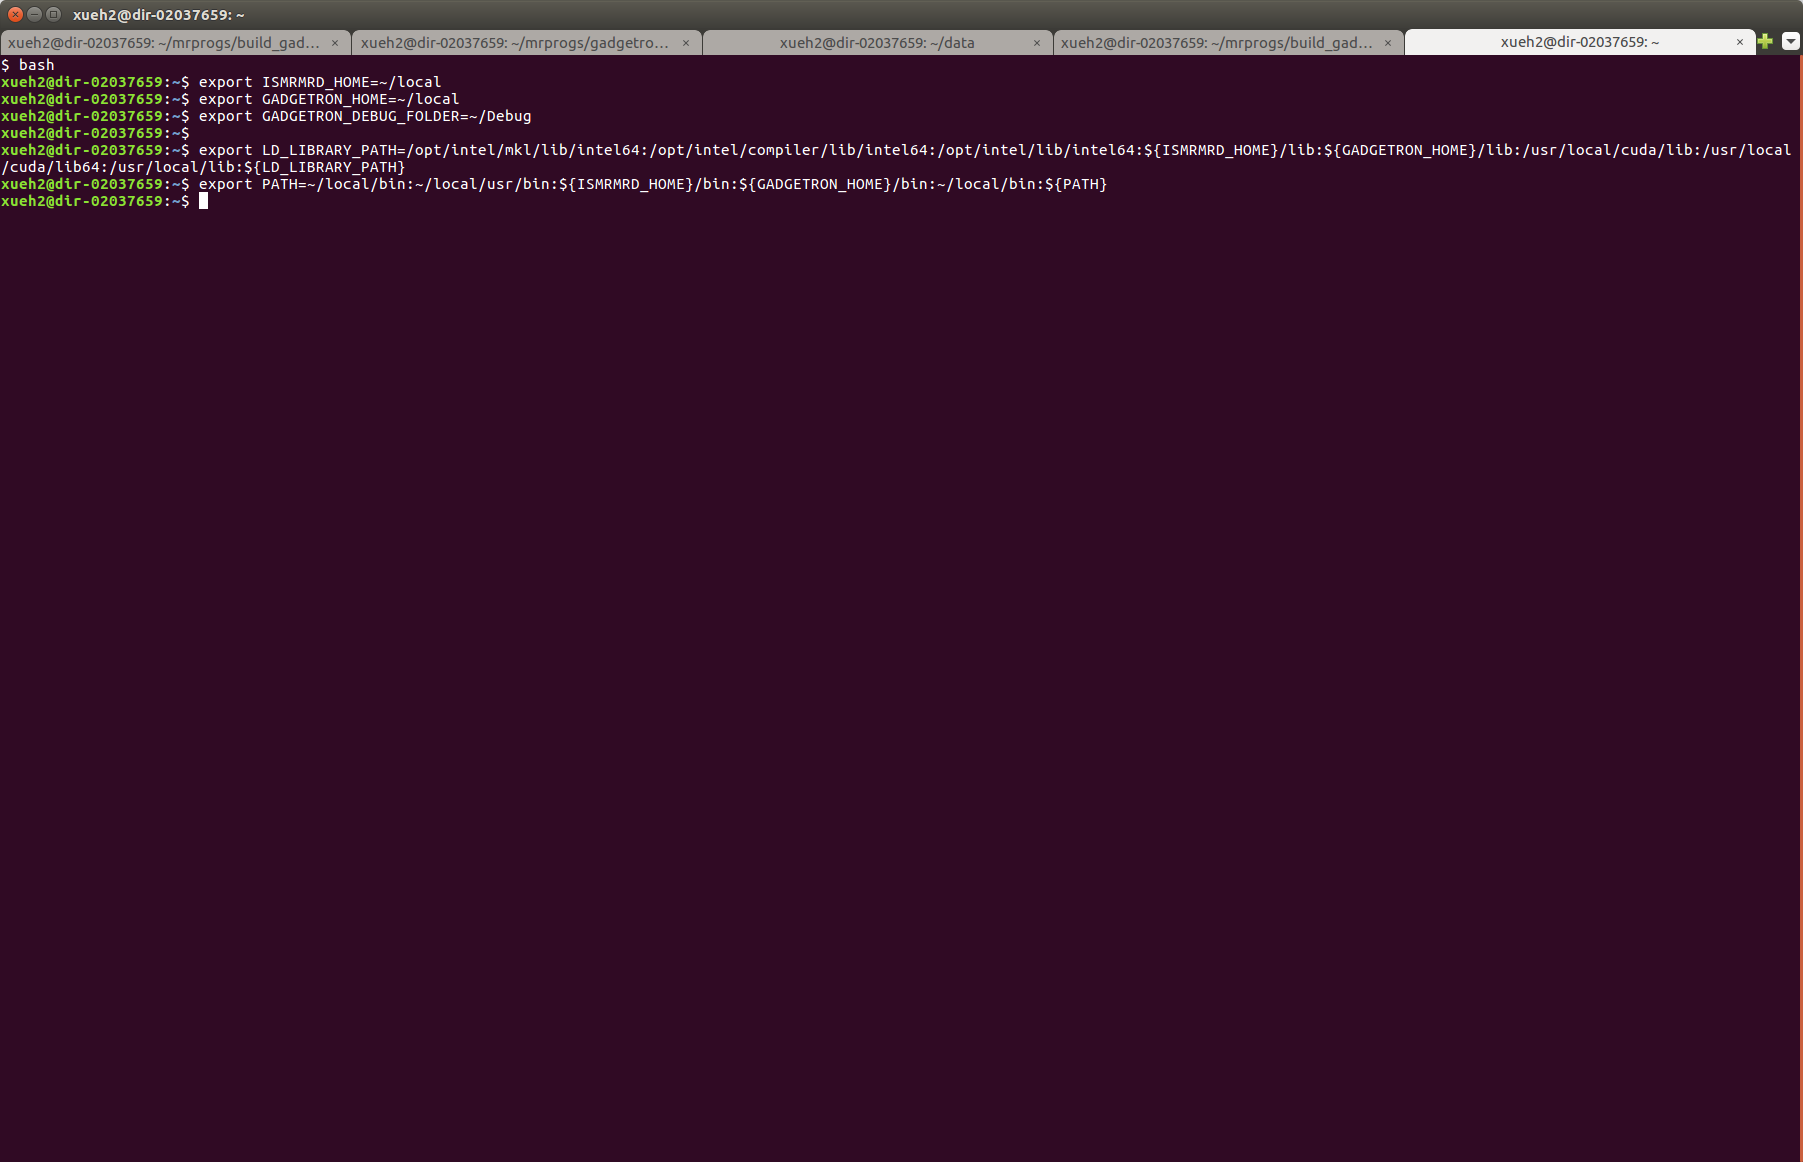 xueh2@dir-02037659: ~
xueh2@dir-02037659: ~/mrprogs/build_gad... × xueh2@dir-02037659: ~/mrprogs/gadgetro... × xueh2@dir-02037659: ~/data × xueh2@dir-02037659: ~/mrprogs/build_gad... × xueh2@dir-02037659: ~ ×
$ bash
xueh2@dir-02037659:~$ export ISMRMRD_HOME=~/local
xueh2@dir-02037659:~$ export GADGETRON_HOME=~/local
xueh2@dir-02037659:~$ export GADGETRON_DEBUG_FOLDER=~/Debug
xueh2@dir-02037659:~$
xueh2@dir-02037659:~$ export LD_LIBRARY_PATH=/opt/intel/mkl/lib/intel64:/opt/intel/compiler/lib/intel64:/opt/intel/lib/intel64:${ISMRMRD_HOME}/lib:${GADGETRON_HOME}/lib:/usr/local/cuda/lib:/usr/local
/cuda/lib64:/usr/local/lib:${LD_LIBRARY_PATH}
xueh2@dir-02037659:~$ export PATH=~/local/bin:~/local/usr/bin:${ISMRMRD_HOME}/bin:${GADGETRON_HOME}/bin:~/local/bin:${PATH}
xueh2@dir-02037659:~$